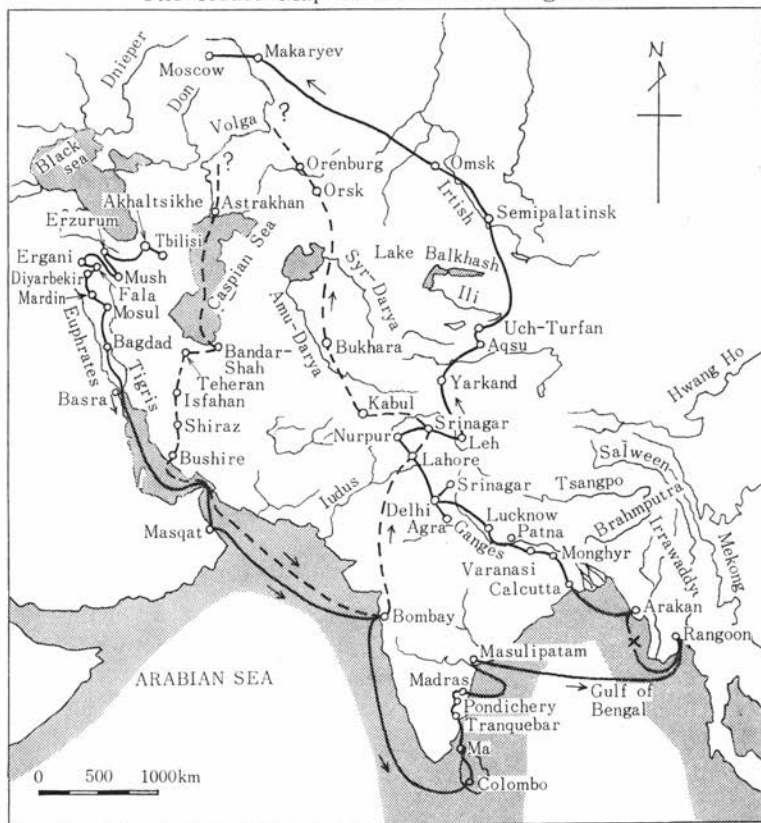 N
Makaryev
Moscow
Dnieper
Don
Volga
?
?
Black
sea
Orenburg
Omsk
Orsk
Irtish
Akhaltsikhe
Astrakhan
Semipalatinsk
Erzurum
Tbilisi
Caspian Sea
Syr-Darya
Lake Balkhash
Ergani
Ili
Diyarbekir
Mush
Fala
Mardin
Mosul
Amu-Darya
Uch-Turfan
Aqsu
Euphrates
Bagdad
Bandar-
Shah
Bukhara
Yarkand
Hwang Ho
Tigris
Teheran
Basra
Isfahan
Kabul
Srinagar
Shiraz
Nurpur
Leh
Salween
Bushire
Lahore
Iudus
Srinagar
Tsangpo
Delhi
Lucknow
Brahmputra
Agra
Ganges
Patna
Irrawaddy
Masqat
Monghyr
Mekong
Varanasi
Calcutta
Arakan
Bombay
Rangoon
Masulipatam
ARABIAN SEA
Madras
Gulf of
Bengal
Pondichery
Tranquebar
Ma
0 500 1000km
Colombo